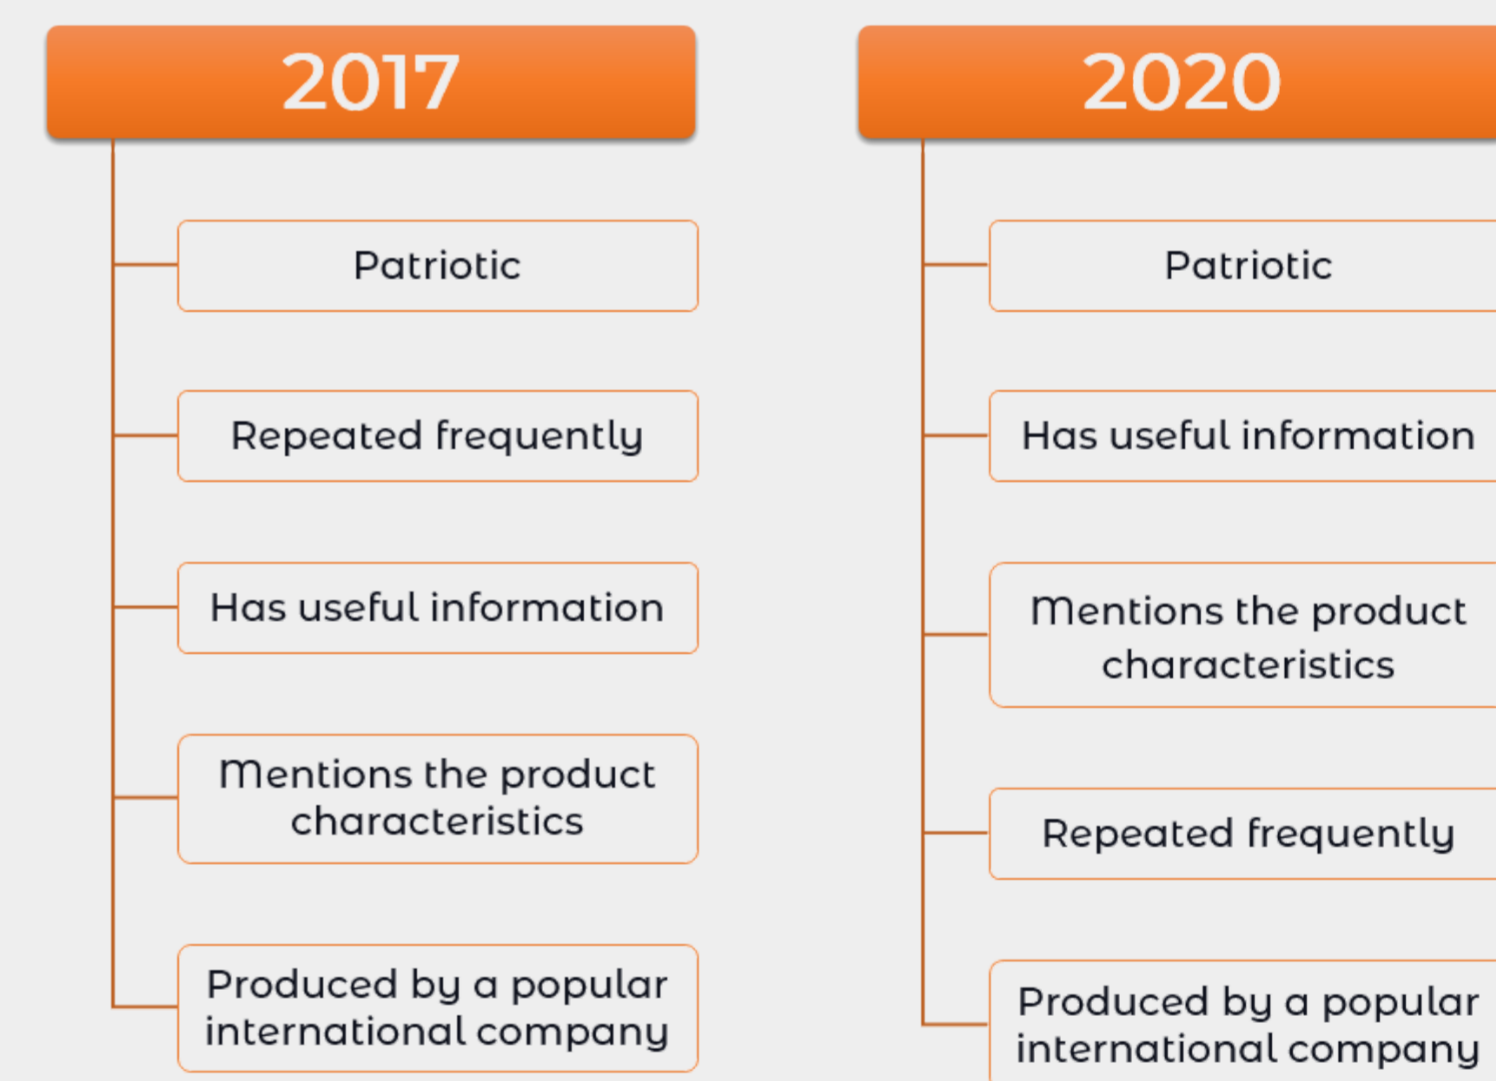 2017
Patriotic
Repeated frequently
Has useful information
Mentions the product
characteristics
Produced by a popular
international company
2020
Patriotic
Has useful information
Mentions the product
characteristics
Repeated frequently
Produced by a popular
international company